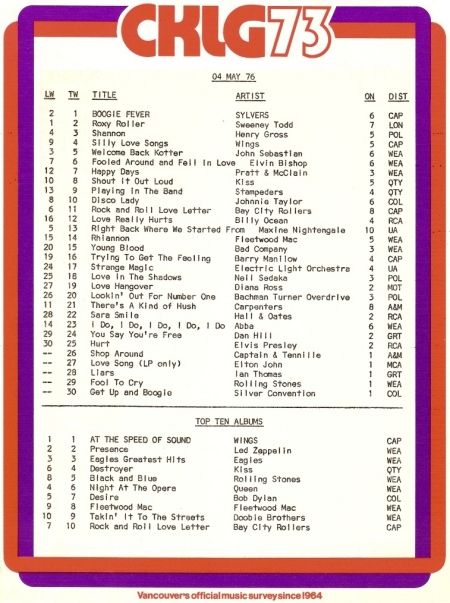 CKLG73
04 MAY 76
LW TW TITLE ARTIST ON DIST
2 1 BOOGIE FEVER SYLVERS 6 CAP
1 2 Roxy Roller Sweeney Todd 7 LON
4 3 Shannon Henry Gross 5 POL
9 4 Silly Love Songs Wings 5 CAP
3 5 Welcome Back Kotter John Sebastian 6 WEA
7 6 Fooled Around and Fell In Love Elvin Bishop 6 WEA
12 7 Happy Days Pratt & McClain 3 WEA
10 8 Shout It Out Loud Kiss 5 QTY
13 9 Playing In The Band Stampeders 4 QTY
8 10 Disco Lady Johnnie Taylor 6 COL
6 11 Rock and Roll Love Letter Bay City Rollers 8 CAP
16 12 Love Really Hurts Billy Ocean 4 RCA
5 13 Right Back Where We Started From Maxine Nightengale 10 UA
15 14 Rhiannon Fleetwood Mac 5 WEA
20 15 Young Blood Bad Company 3 WEA
19 16 Trying To Get The Feeling Barry Manilow 4 CAP
24 17 Strange Magic Electric Light Orchestra 4 UA
25 18 Love In The Shadows Neil Sedaka 3 POL
27 19 Love Hangover Diana Ross 2 MOT
26 20 Lookin' Out For Number One Bachman Turner Overdrive 3 POL
11 21 There's A Kind of Hush Carpenters 8 A&M
28 22 Sara Smile Hall & Oates 2 RCA
14 23 I Do, I Do, I Do, I Do, I Do Abba 6 WEA
29 24 You Say You're Free Dan Hill 2 GRT
30 25 Hurt Elvis Presley 2 RCA
-- 26 Shop Around Captain & Tennille 1 A&M
-- 27 Love Song (LP only) Elton John 1 MCA
-- 28 Liars Ian Thomas 1 GRT
-- 29 Fool To Cry Rolling Stones 1 WEA
-- 30 Get Up and Boogie Silver Convention 1 COL
TOP TEN ALBUMS
1 1 AT THE SPEED OF SOUND WINGS CAP
2 2 Presence Led Zeppelin WEA
3 3 Eagles Greatest Hits Eagles WEA
6 4 Destroyer Kiss QTY
8 5 Black and Blue Rolling Stones WEA
4 6 Night At The Opera Queen WEA
5 7 Desire Bob Dylan COL
9 8 Fleetwood Mac Fleetwood Mac WEA
10 9 Takin' It To The Streets Doobie Brothers WEA
7 10 Rock and Roll Love Letter Bay City Rollers CAP
Vancouver's official music survey since 1964